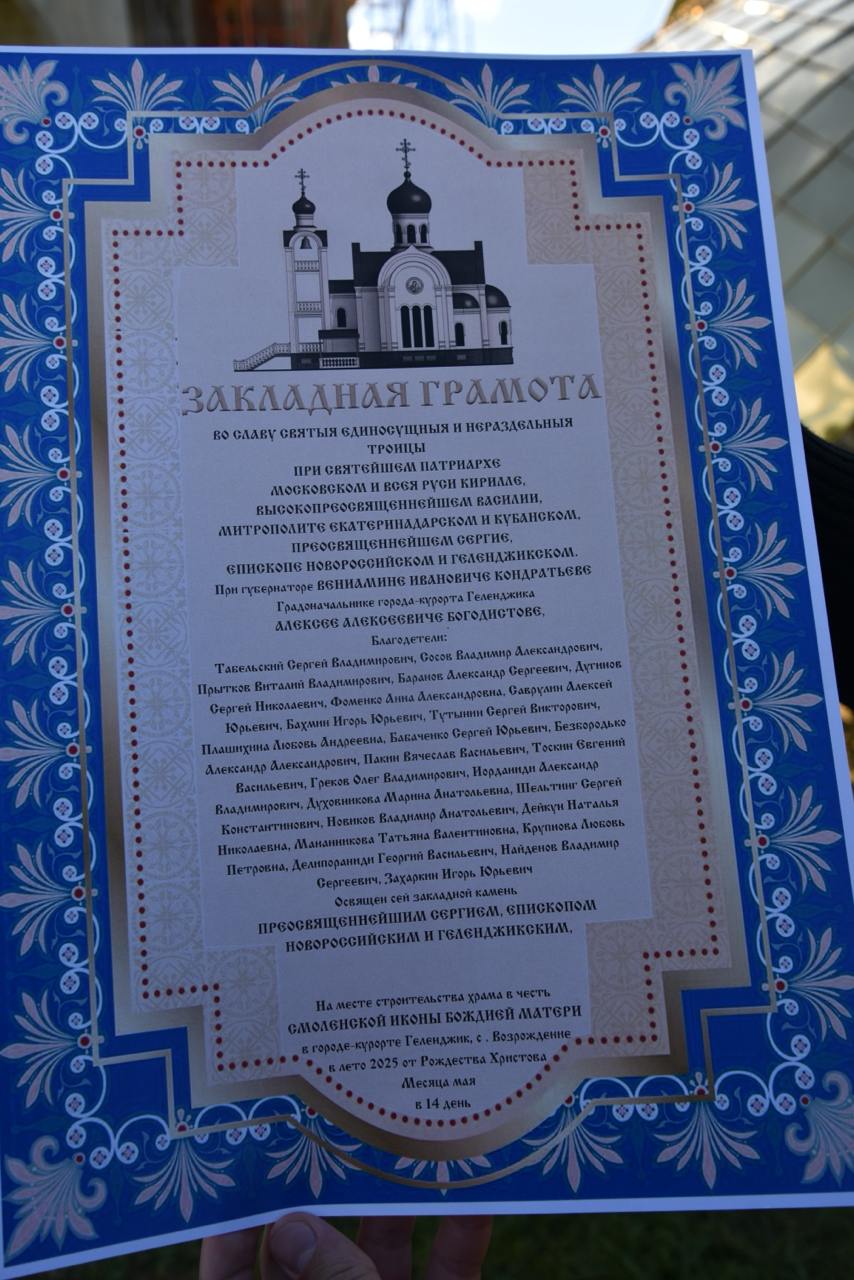 ЗАКЛАДНАЯ ГРАМОТА
ВО СЛАВУ СВЯТЫЯ ЕДИНОСУЩНЫЯ И НЕРАЗДЕЛЬНЫЯ
ТРОИЦЫ
ПРИ СВЯТЕЙШЕМ ПАТРИАРХЕ
МОСКОВСКОМ И ВСЕЯ РУСИ КИРИЛЛЕ,
ВЫСОКОПРЕОСВЯЩЕННЕЙШЕМ ВАСИЛИИ,
МИТРОПОЛИТЕ ЕКАТЕРИНАДАРСКОМ И КУБАНСКОМ,
ПРЕОСВЯЩЕННЕЙШЕМ СЕРГИЕ,
ЕПИСКОПЕ НОВОРОССИЙСКОМ И ГЕЛЕНДЖИКСКОМ.
При губернаторе ВЕНИАМИНЕ ИВАНОВИЧЕ КОНДРАТЬЕВЕ
Градоначальнике города-курорта Геленджика
АЛЕКСЕЕ АЛЕКСЕЕВИЧЕ БОГОДИСТОВЕ,
Благодетели:
Табельский Сергей Владимирович, Сосов Владимир Александрович,
Прытков Виталий Владимирович, Баранов Александр Сергеевич, Дугинов
Сергей Николаевич, Фоменко Анна Александровна, Саврулин Алексей
Юрьевич, Бахмин Игорь Юрьевич, Тутынин Сергей Викторович,
Плашихина Любовь Андреевна, Бабаченко Сергей Юрьевич, Безбородько
Александр Александрович, Пакин Вячеслав Васильевич, Тоскин Евгений
Васильевич, Греков Олег Владимирович, Иорданиди Александр
Владимирович, Духовникова Марина Анатольевна, Шельтинг Сергей
Константинович, Новиков Владимир Анатольевич, Дейкун Наталья
Николаевна, Мананникова Татьяна Валентиновна, Крупнова Любовь
Петровна, Делипораниди Георгий Васильевич, Найденов Владимир
Сергеевич, Захаркин Игорь Юрьевич
Освящен сей закладной камень
ПРЕОСВЯЩЕННЕЙШИМ СЕРГИЕМ, ЕПИСКОПОМ
НОВОРОССИЙСКИМ И ГЕЛЕНДЖИКСКИМ,
На месте строительства храма в честь
СМОЛЕНСКОЙ ИКОНЫ БОЖДИЕЙ МАТЕРИ
в городе-курорте Геленджик, с . Возрождение
в лето 2025 от Рождества Христова
Месяца мая
в 14 день